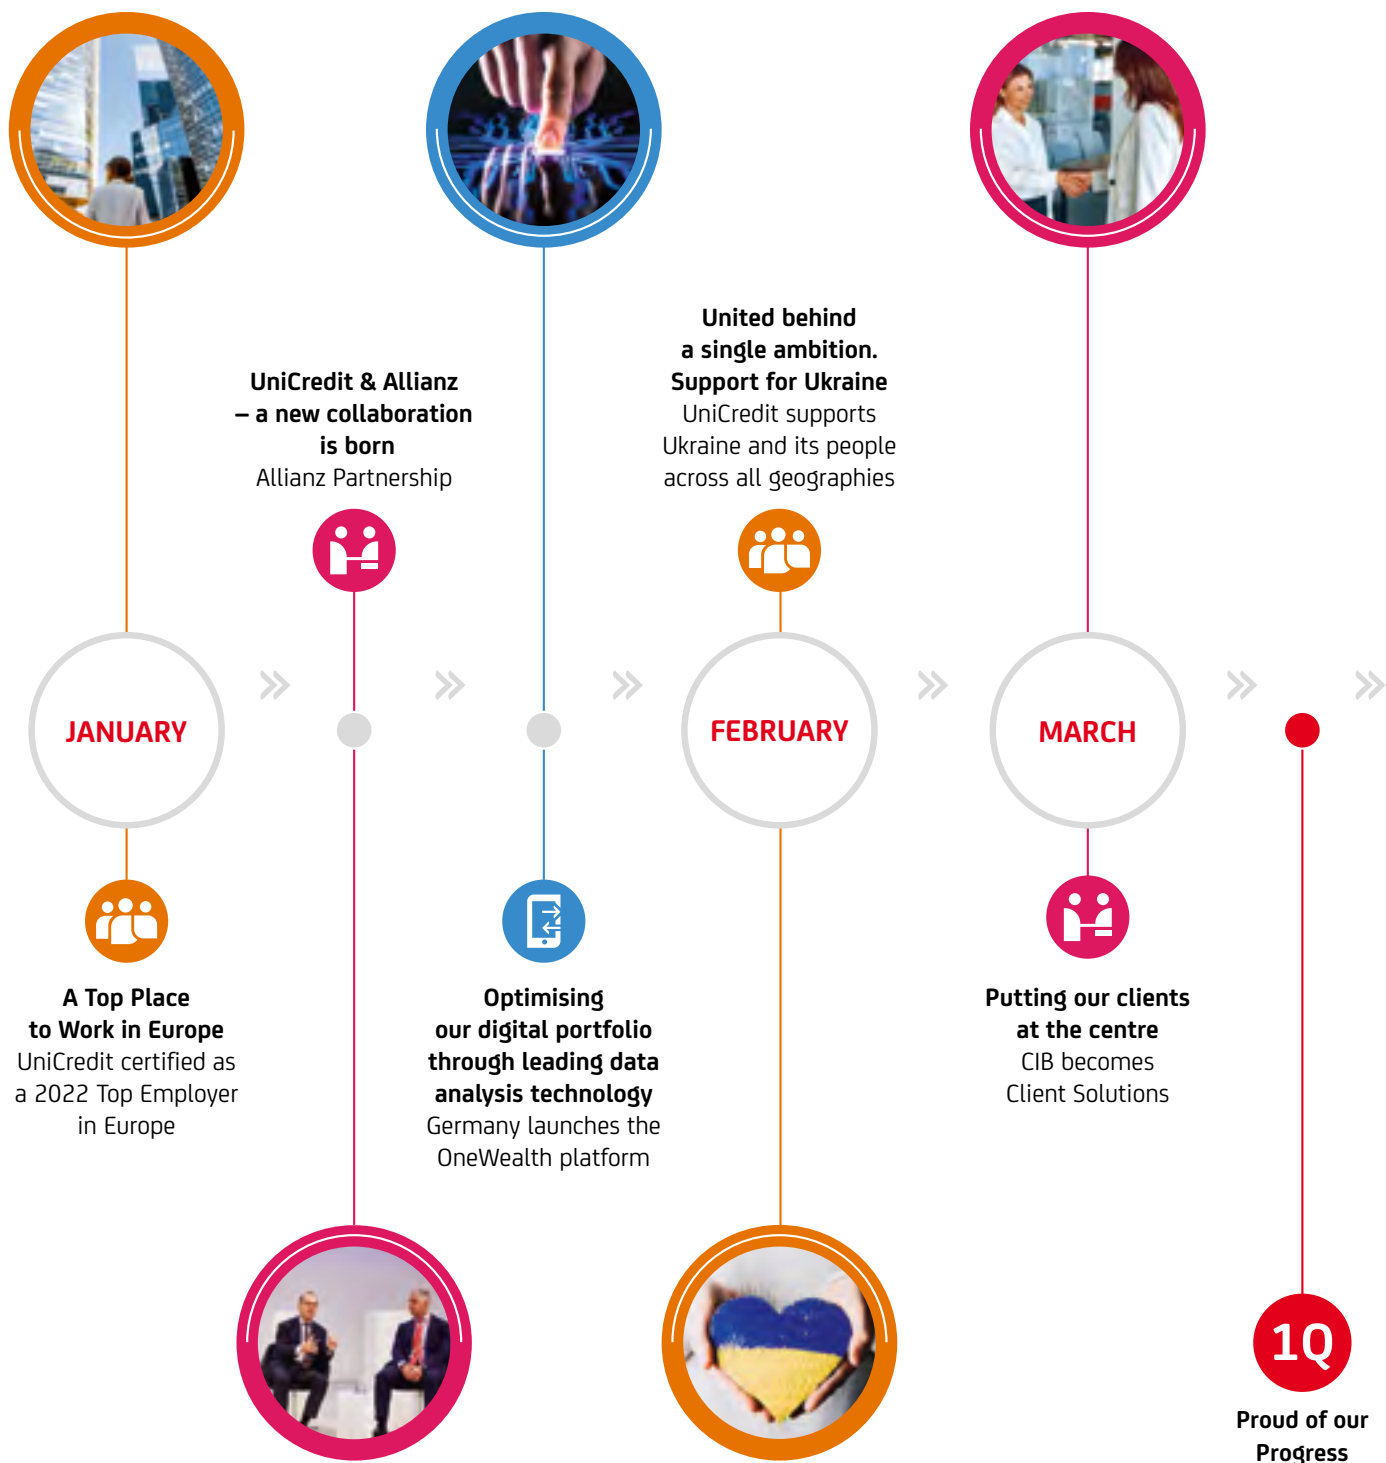 JANUARY
A Top Place
to Work in Europe
UniCredit certified as
a 2022 Top Employer
in Europe
UniCredit & Allianz
– a new collaboration
is born
Allianz Partnership
Optimising
our digital portfolio
through leading data
analysis technology
Germany launches the
OneWealth platform
United behind
a single ambition.
Support for Ukraine
UniCredit supports
Ukraine and its people
across all geographies
FEBRUARY
MARCH
Putting our clients
at the centre
CIB becomes
Client Solutions
1Q
Proud of our
Progress